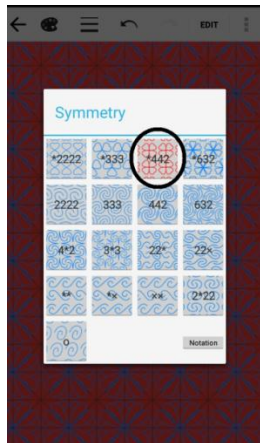 EDIT
Symmetry
*2222 *333 *442 *632
2222 333 442 632
4*2 3*3 22* 22×
** *× ×× 2*22
o
Notation